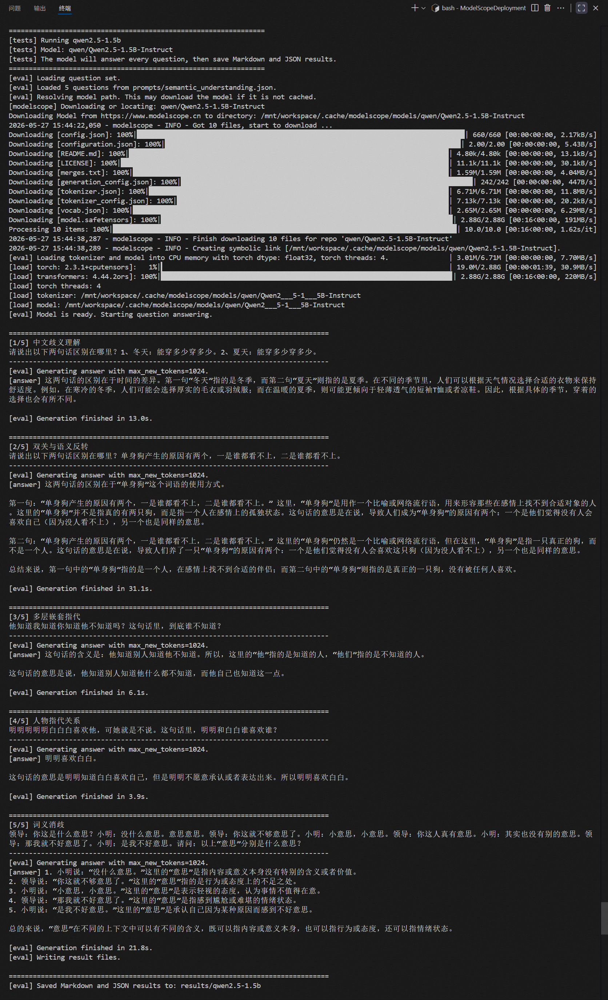 问题 输出 终端 bash - ModelScopeDeployment
================================================================
[tests] Running qwen2.5-1.5b
[tests] Model: qwen/Qwen2.5-1.5B-Instruct
[tests] The model will answer every question, then save Markdown and JSON results.
================================================================
[eval] Loading question set.
[eval] Loaded 5 questions from prompts/semantic_understanding.json.
[eval] Resolving model path. This may download the model if it is not cached.
[modelscope] Downloading or locating: qwen/Qwen2.5-1.5B-Instruct
Downloading Model from https://www.modelscope.cn to directory: /mnt/workspace/.cache/modelscope/models/qwen/Qwen2.5-1.5B-Instruct
2026-05-27 15:44:22,050 - modelscope - INFO - Got 10 files, start to download ...
Downloading [config.json]: 100%| | 660/660 [00:00<00:00, 2.17kB/s]
Downloading [configuration.json]: 100%| | 2.00/2.00 [00:00<00:00, 5.43B/s]
Downloading [README.md]: 100%| | 4.80k/4.80k [00:00<00:00, 13.1kB/s]
Downloading [LICENSE]: 100%| | 11.1k/11.1k [00:00<00:00, 30.1kB/s]
Downloading [merges.txt]: 100%| | 1.59M/1.59M [00:00<00:00, 4.04MB/s]
Downloading [generation_config.json]: 100%| | 242/242 [00:00<00:00, 447B/s]
Downloading [tokenizer.json]: 100%| | 6.71M/6.71M [00:00<00:00, 11.8MB/s]
Downloading [tokenizer_config.json]: 100%| | 7.13k/7.13k [00:00<00:00, 20.2kB/s]
Downloading [vocab.json]: 100%| | 2.65M/2.65M [00:00<00:00, 6.29MB/s]
Downloading [model.safetensors]: 100%| | 2.88G/2.88G [00:16<00:00, 191MB/s]
Processing 10 items: 100%| | 10.0/10.0 [00:16<00:00, 1.62s/it]
2026-05-27 15:44:38,287 - modelscope - INFO - Finish downloading 10 files for repo 'qwen/Qwen2.5-1.5B-Instruct'
2026-05-27 15:44:38,289 - modelscope - INFO - Creating symbolic link [/mnt/workspace/.cache/modelscope/models/qwen/Qwen2.5-1.5B-Instruct].
[eval] Loading tokenizer and model into CPU memory with torch dtype: float32, torch threads: 4. | 3.01M/6.71M [00:00<00:00, 7.70MB/s]
[load] torch: 2.3.1+cputensors]: 1%| | 19.0M/2.88G [00:00<01:39, 30.9MB/s]
[load] transformers: 4.44.2ors]: 100%| | 2.88G/2.88G [00:16<00:00, 220MB/s]
[load] torch threads: 4
[load] tokenizer: /mnt/workspace/.cache/modelscope/models/qwen/Qwen2___5-1___5B-Instruct
[load] model: /mnt/workspace/.cache/modelscope/models/qwen/Qwen2___5-1___5B-Instruct
[eval] Model is ready. Starting question answering.
================================================================================
[1/5] 中文歧义理解
请说出以下两句话区别在哪里？1、冬天：能穿多少穿多少。2、夏天：能穿多少穿多少。
--------------------------------------------------------------------------------
[eval] Generating answer with max_new_tokens=1024.
[answer] 这两句话的区别在于时间的差异。第一句“冬天”指的是冬季，而第二句“夏天”则指的是夏季。在不同的季节里，人们可以根据天气情况选择合适的衣物来保持
舒适度。例如，在寒冷的冬季，人们可能会选择厚实的毛衣或羽绒服；而在温暖的夏季，则可能更倾向于轻薄透气的短袖T恤或者凉鞋。因此，根据具体的季节，穿着的
选择也会有所不同。
[eval] Generation finished in 13.0s.
================================================================================
[2/5] 双关与语义反转
请说出以下两句话区别在哪里？单身狗产生的原因有两个，一是谁都看不上，二是谁都看不上。
--------------------------------------------------------------------------------
[eval] Generating answer with max_new_tokens=1024.
[answer] 这两句话的区别在于“单身狗”这个词语的使用方式。
第一句：“单身狗产生的原因有两个，一是谁都看不上，二是谁都看不上。” 这里，“单身狗”是用作一个比喻或网络流行语，用来形容那些在感情上找不到合适对象的人
。这里的“单身狗”并不是指真的有两只狗，而是指一个人在感情上的孤独状态。这句话的意思是在说，导致人们成为“单身狗”的原因有两个：一个是他们觉得没有人会
喜欢自己（因为没人看不上），另一个也是同样的意思。
第二句：“单身狗产生的原因有两个，一是谁都看不上，二是谁都看不上。” 这里的“单身狗”仍然是一个比喻或网络流行语，但在这里，“单身狗”是指一只真正的狗，而
不是一个人。这句话的意思是在说，导致人们养了一只“单身狗”的原因有两个：一个是他们觉得没有人会喜欢这只狗（因为没人看不上），另一个也是同样的意思。
总结来说，第一句中的“单身狗”指的是一个人，在感情上找不到合适的伴侣；而第二句中的“单身狗”则指的是真正的一只狗，没有被任何人喜欢。
[eval] Generation finished in 31.1s.
================================================================================
[3/5] 多层嵌套指代
他知道我知道你知道他不知道吗？这句话里，到底谁不知道？
--------------------------------------------------------------------------------
[eval] Generating answer with max_new_tokens=1024.
[answer] 这句话的含义是：他知道别人知道他不知道。所以，这里的“他”指的是知道的人，“他们”指的是不知道的人。
这句话的意思是说，他知道别人知道他什么都不知道，而他自己也知道这一点。
[eval] Generation finished in 6.1s.
================================================================================
[4/5] 人物指代关系
明明明明明白白白喜欢他，可她就是不说。这句话里，明明和白白谁喜欢谁？
--------------------------------------------------------------------------------
[eval] Generating answer with max_new_tokens=1024.
[answer] 明明喜欢白白。
这句话的意思是明明知道白白喜欢自己，但是明明不愿意承认或者表达出来。所以明明喜欢白白。
[eval] Generation finished in 3.9s.
================================================================================
[5/5] 词义消歧
领导：你这是什么意思？小明：没什么意思。意思意思。领导：你这就不够意思了。小明：小意思，小意思。领导：你这人真有意思。小明：其实也没有别的意思。领
导：那我就不好意思了。小明：是我不好意思。请问：以上“意思”分别是什么意思？
--------------------------------------------------------------------------------
[eval] Generating answer with max_new_tokens=1024.
[answer] 1. 小明说：“没什么意思。”这里的“意思”是指内容或意义本身没有特别的含义或者价值。
2. 领导说：“你这就不够意思了。”这里的“意思”指的是行为或态度上的不足之处。
3. 小明说：“小意思，小意思。”这里的“意思”是表示轻视的态度，认为事情不值得在意。
4. 领导说：“那我就不好意思了。”这里的“意思”是指感到尴尬或难堪的情绪状态。
5. 小明说：“是我不好意思。”这里的“意思”是承认自己因为某种原因而感到不好意思。
总的来说，“意思”在不同的上下文中可以有不同的含义，既可以指内容或意义本身，也可以指行为或态度，还可以指情绪状态。
[eval] Generation finished in 21.8s.
[eval] Writing result files.
================================================================================
[eval] Saved Markdown and JSON results to: results/qwen2.5-1.5b